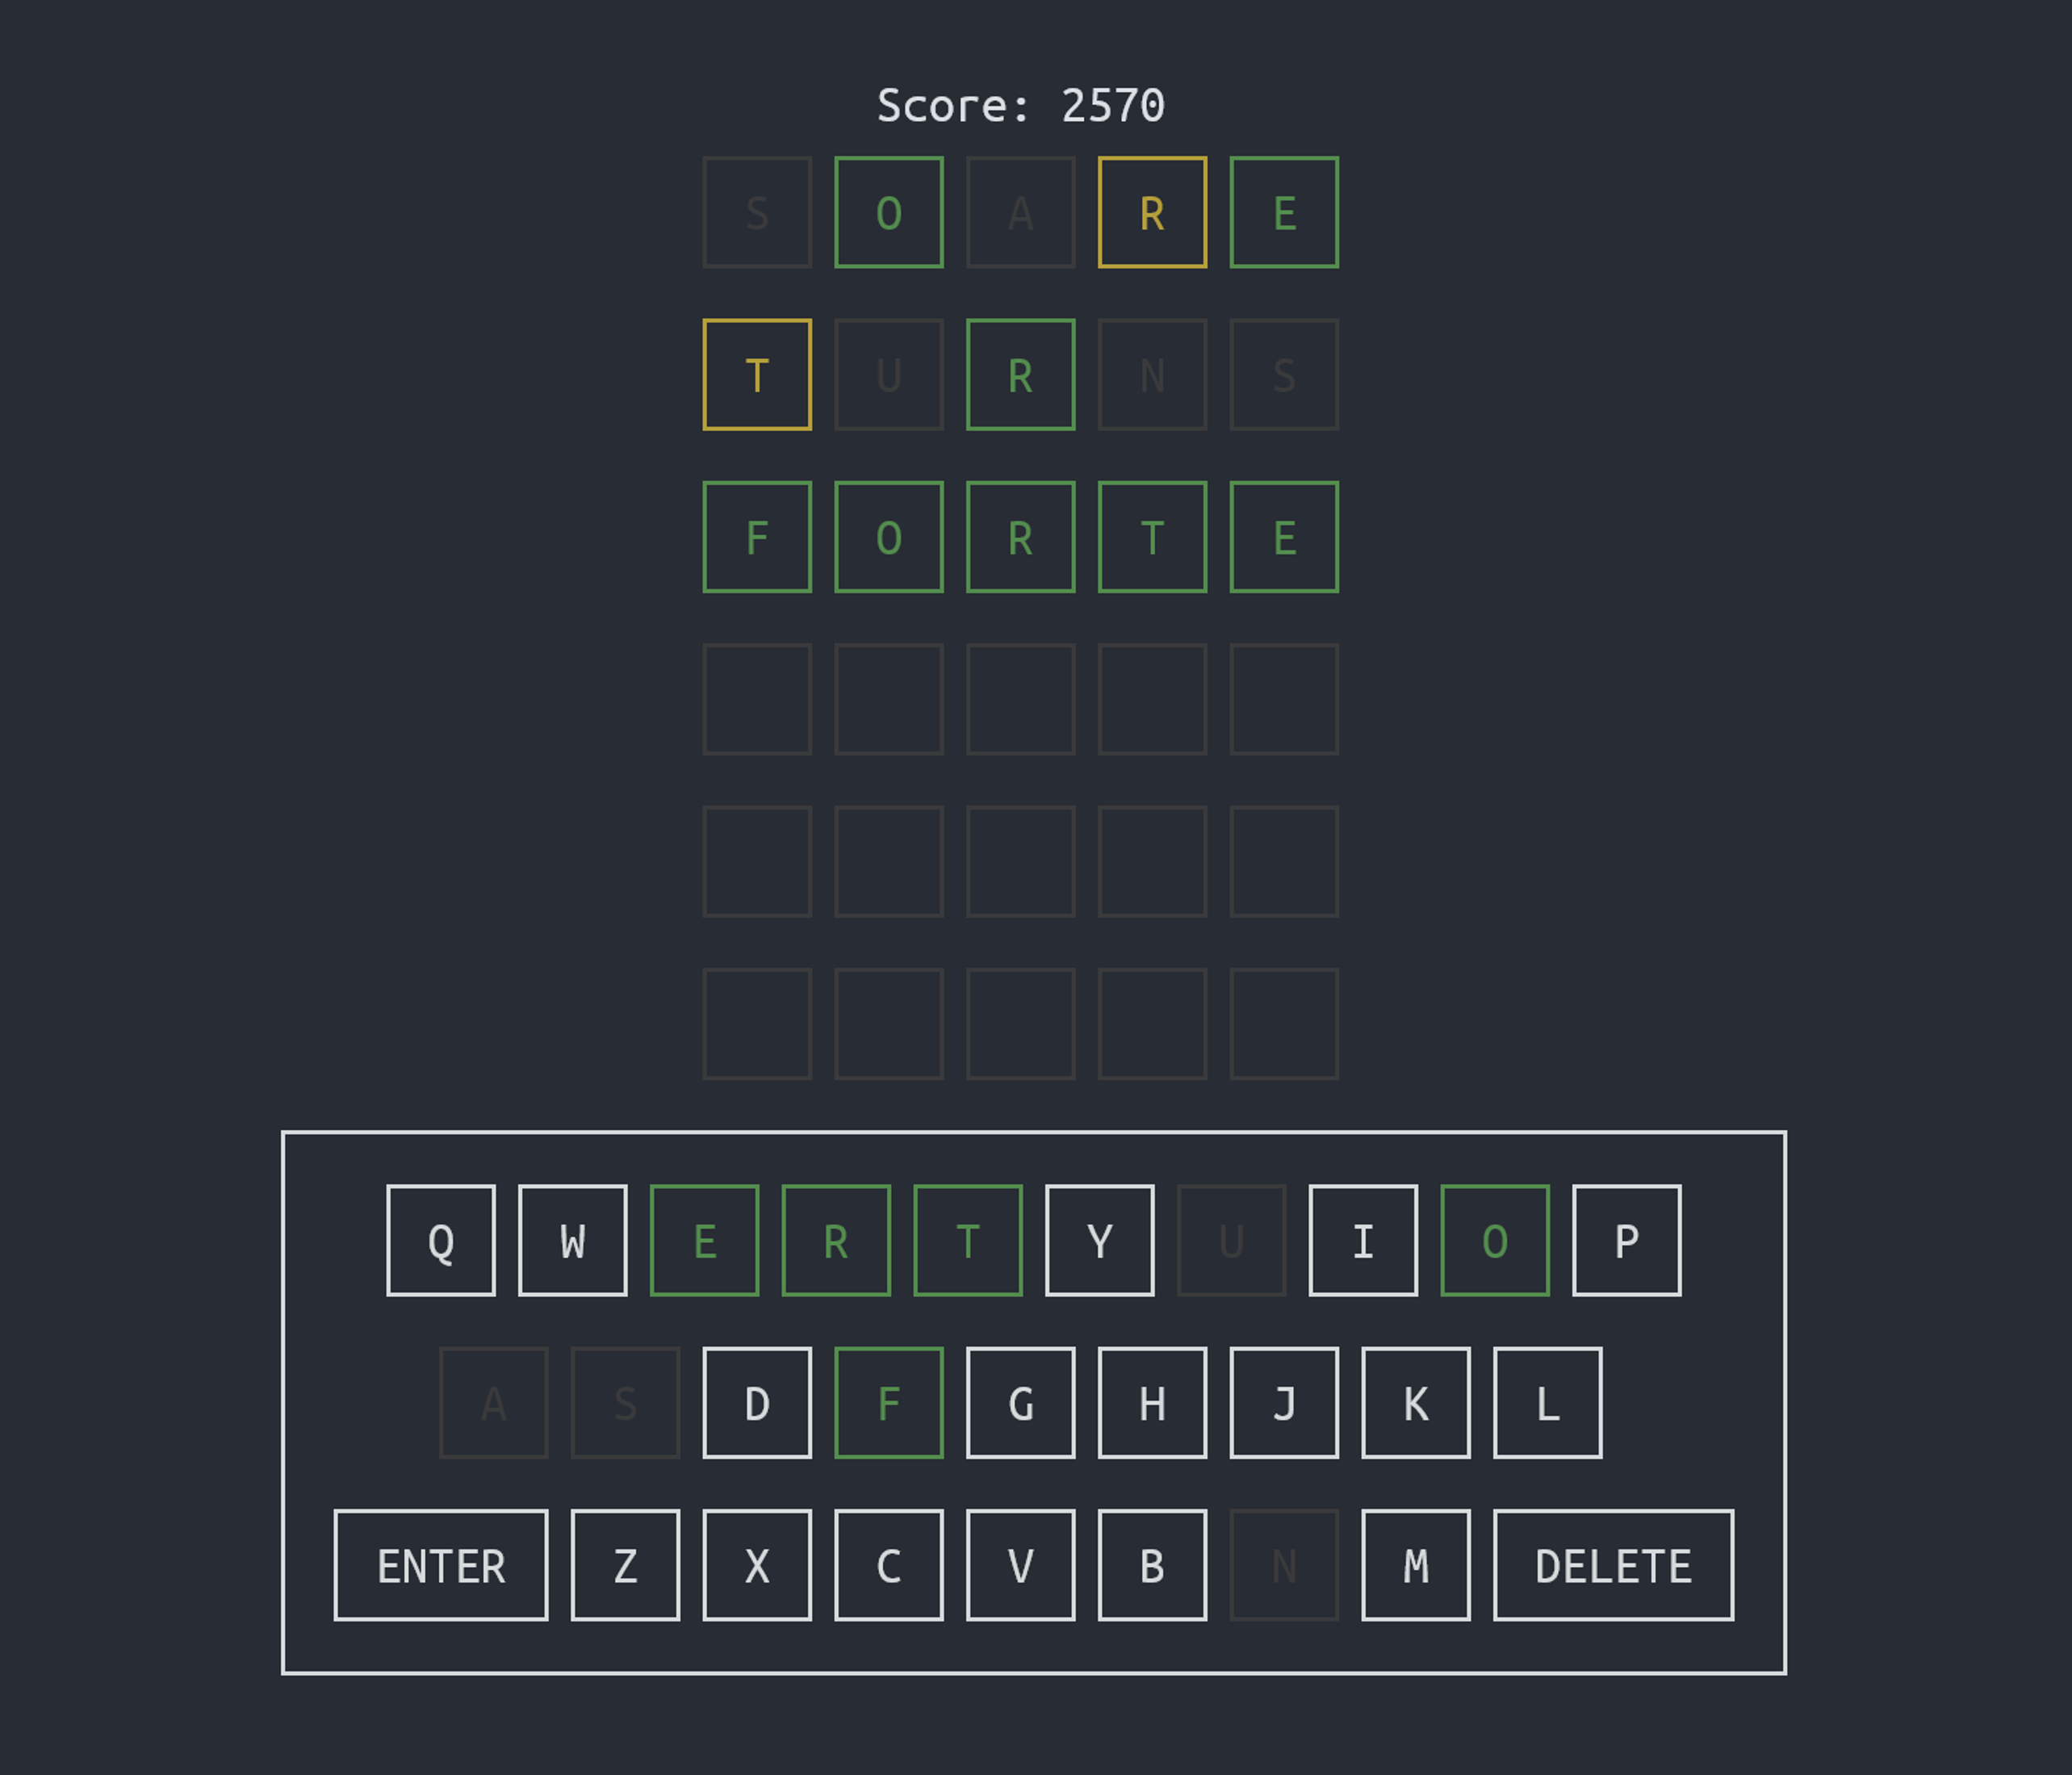 Score: 2570
S O A R E
T U R N S
F O R T E
Q W E R T Y U I O P
A S D F G H J K L
ENTER Z X C V B N M DELETE